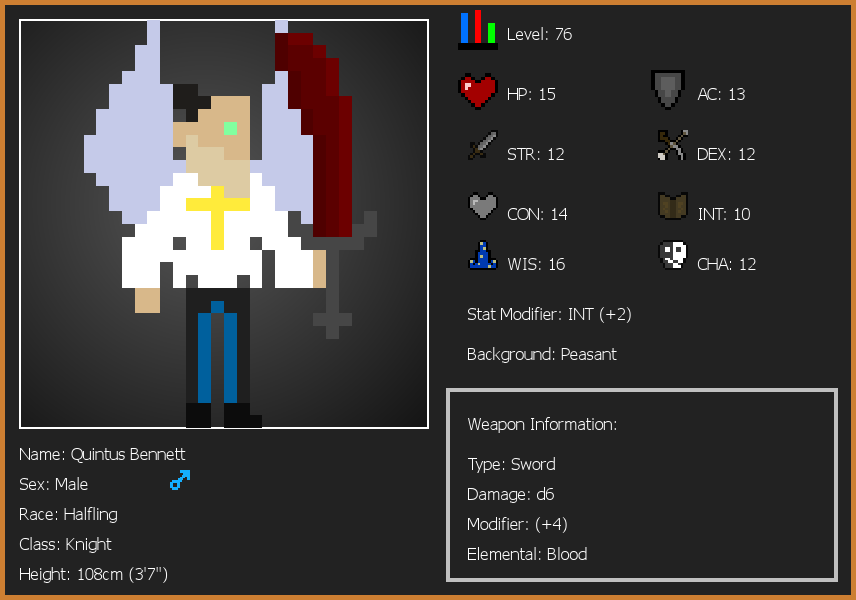 Level: 76
HP: 15
AC: 13
STR: 12
DEX: 12
CON: 14
INT: 10
WIS: 16
CHA: 12
Stat Modifier: INT (+2)
Background: Peasant
Weapon Information:
Type: Sword
Damage: d6
Modifier: (+4)
Elemental: Blood
Name: Quintus Bennett
Sex: Male
Race: Halfling
Class: Knight
Height: 108cm (3'7")